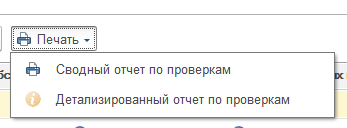 Печать
Сводный отчет по проверкам
Детализированный отчет по проверкам